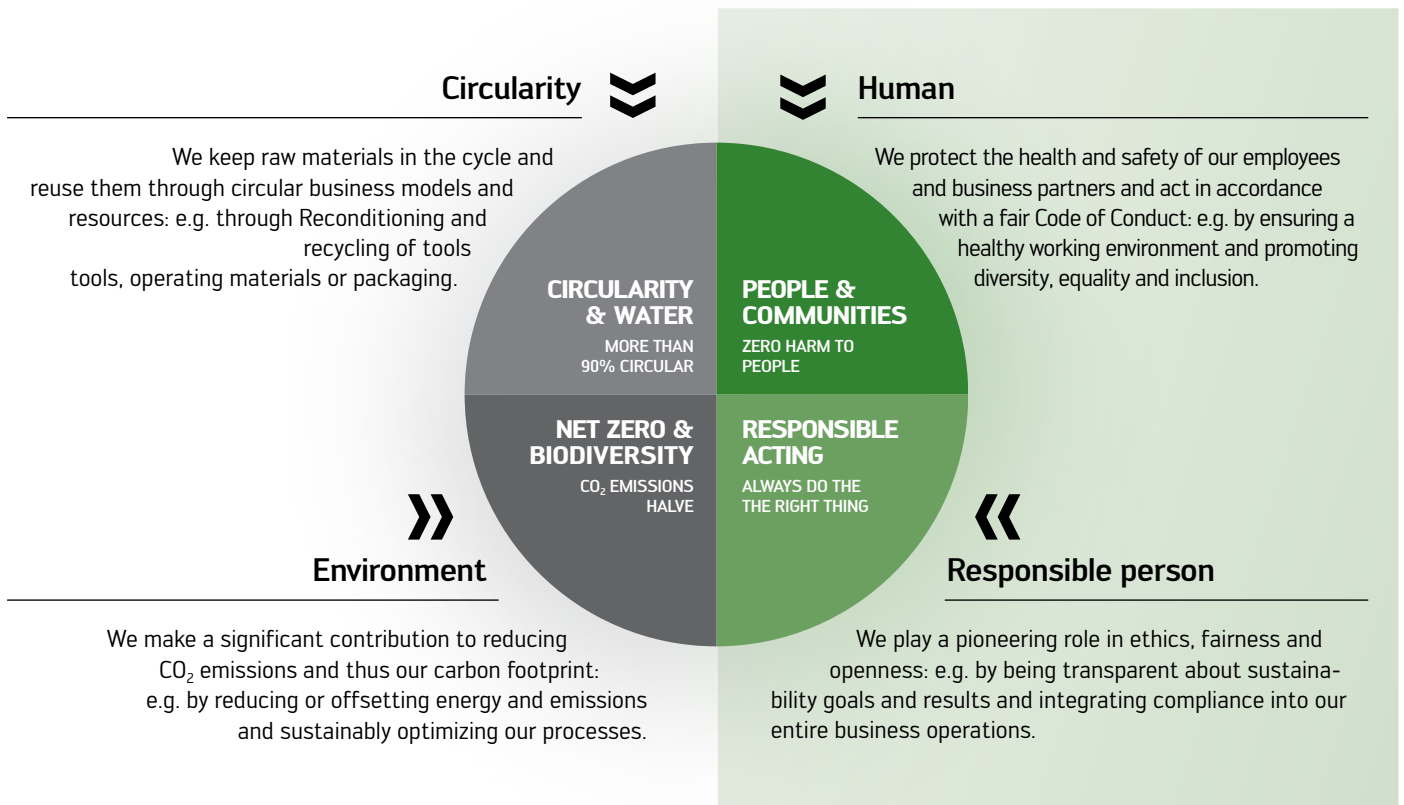 Circularity
We keep raw materials in the cycle and
reuse them through circular business models and
resources: e.g. through Reconditioning and
recycling of tools
tools, operating materials or packaging.
Human
We protect the health and safety of our employees
and business partners and act in accordance
with a fair Code of Conduct: e.g. by ensuring a
healthy working environment and promoting
diversity, equality and inclusion.
CIRCULARITY
& WATER
MORE THAN
90% CIRCULAR
PEOPLE &
COMMUNITIES
ZERO HARM TO
PEOPLE
NET ZERO &
BIODIVERSITY
CO₂ EMISSIONS
HALVE
RESPONSIBLE
ACTING
ALWAYS DO THE
THE RIGHT THING
Environment
We make a significant contribution to reducing
CO₂ emissions and thus our carbon footprint:
e.g. by reducing or offsetting energy and emissions
and sustainably optimizing our processes.
Responsible person
We play a pioneering role in ethics, fairness and
openness: e.g. by being transparent about sustaina-
bility goals and results and integrating compliance into our
entire business operations.